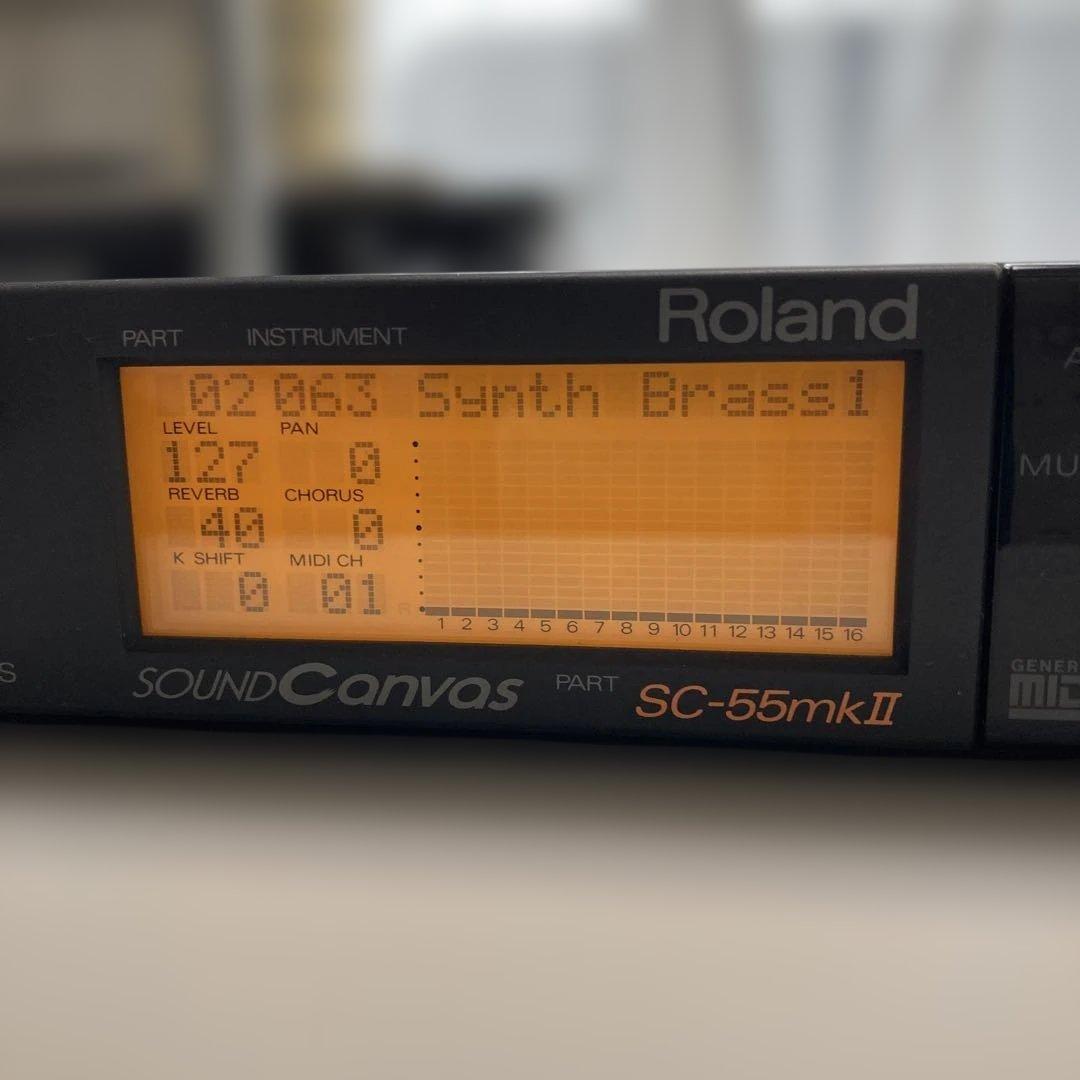 Roland
PART INSTRUMENT
02 063 Synth Brass1
LEVEL PAN
127 0
REVERB CHORUS
40 0
K SHIFT MIDI CH
0 01
R
1 2 3 4 5 6 7 8 9 10 11 12 13 14 15 16
PART
SOUND Canvas
SC-55mkII